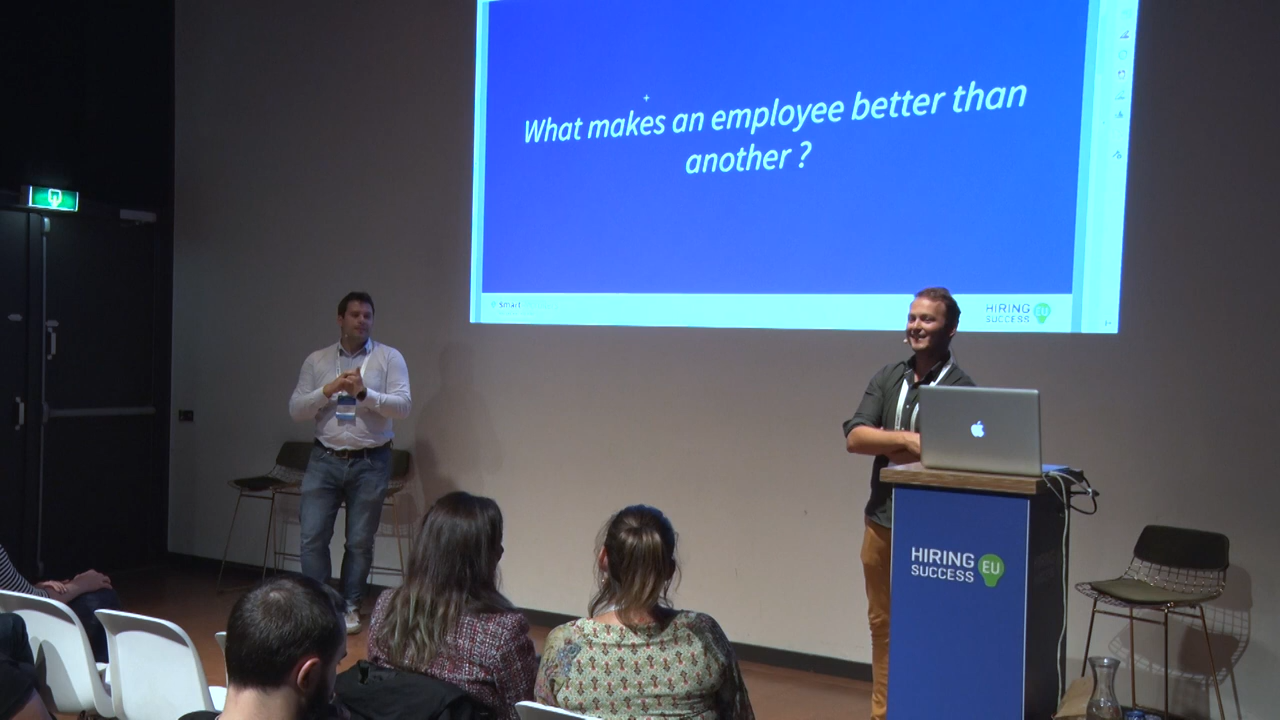 What makes an employee better than
another ?
Smart
HIRING
SUCCESS
EU
HIRING
SUCCESS
EU